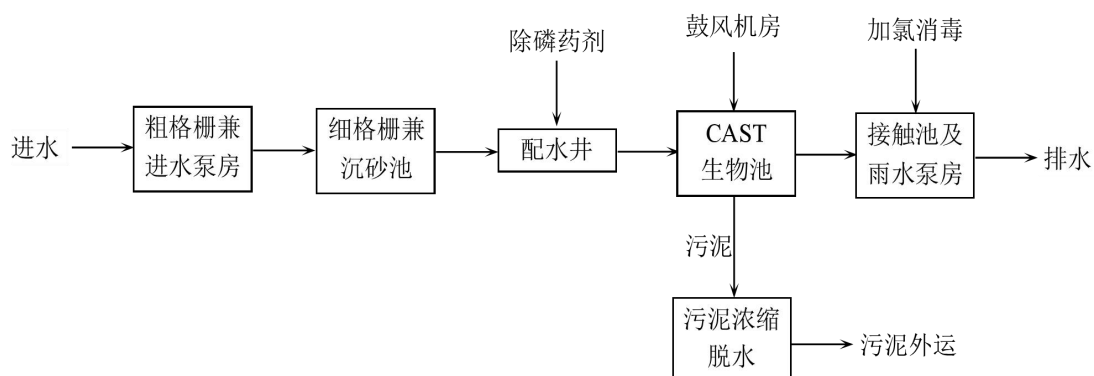 除磷药剂
鼓风机房
加氯消毒
进水
粗格栅兼
进水泵房
细格栅兼
沉砂池
配水井
CAST
生物池
接触池及
雨水泵房
排水
污泥
污泥浓缩
脱水
污泥外运